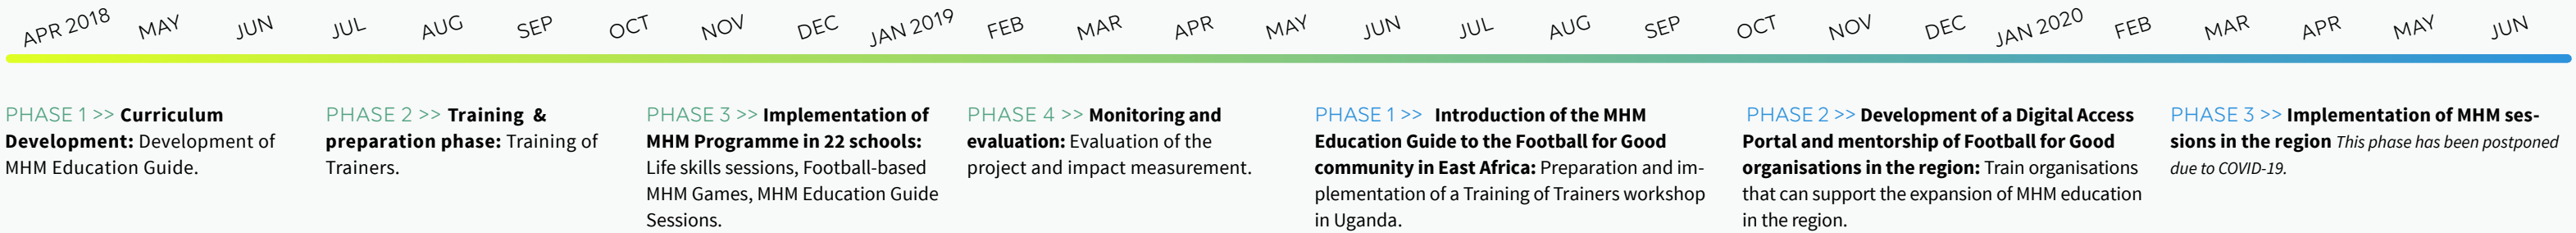 APR 2018 MAY JUN JUL AUG SEP OCT NOV DEC JAN 2019 FEB MAR APR MAY JUN JUL AUG SEP OCT NOV DEC JAN 2020 FEB MAR APR MAY JUN
PHASE 1 >> Curriculum
Development: Development of
MHM Education Guide.
PHASE 2 >> Training &
preparation phase: Training of
Trainers.
PHASE 3 >> Implementation of
MHM Programme in 22 schools:
Life skills sessions, Football-based
MHM Games, MHM Education Guide
Sessions.
PHASE 4 >> Monitoring and
evaluation: Evaluation of the
project and impact measurement.
PHASE 1 >> Introduction of the MHM
Education Guide to the Football for Good
community in East Africa: Preparation and im-
plementation of a Training of Trainers workshop
in Uganda.
PHASE 2 >> Development of a Digital Access
Portal and mentorship of Football for Good
organisations in the region: Train organisations
that can support the expansion of MHM education
in the region.
PHASE 3 >> Implementation of MHM ses-
sions in the region This phase has been postponed
due to COVID-19.